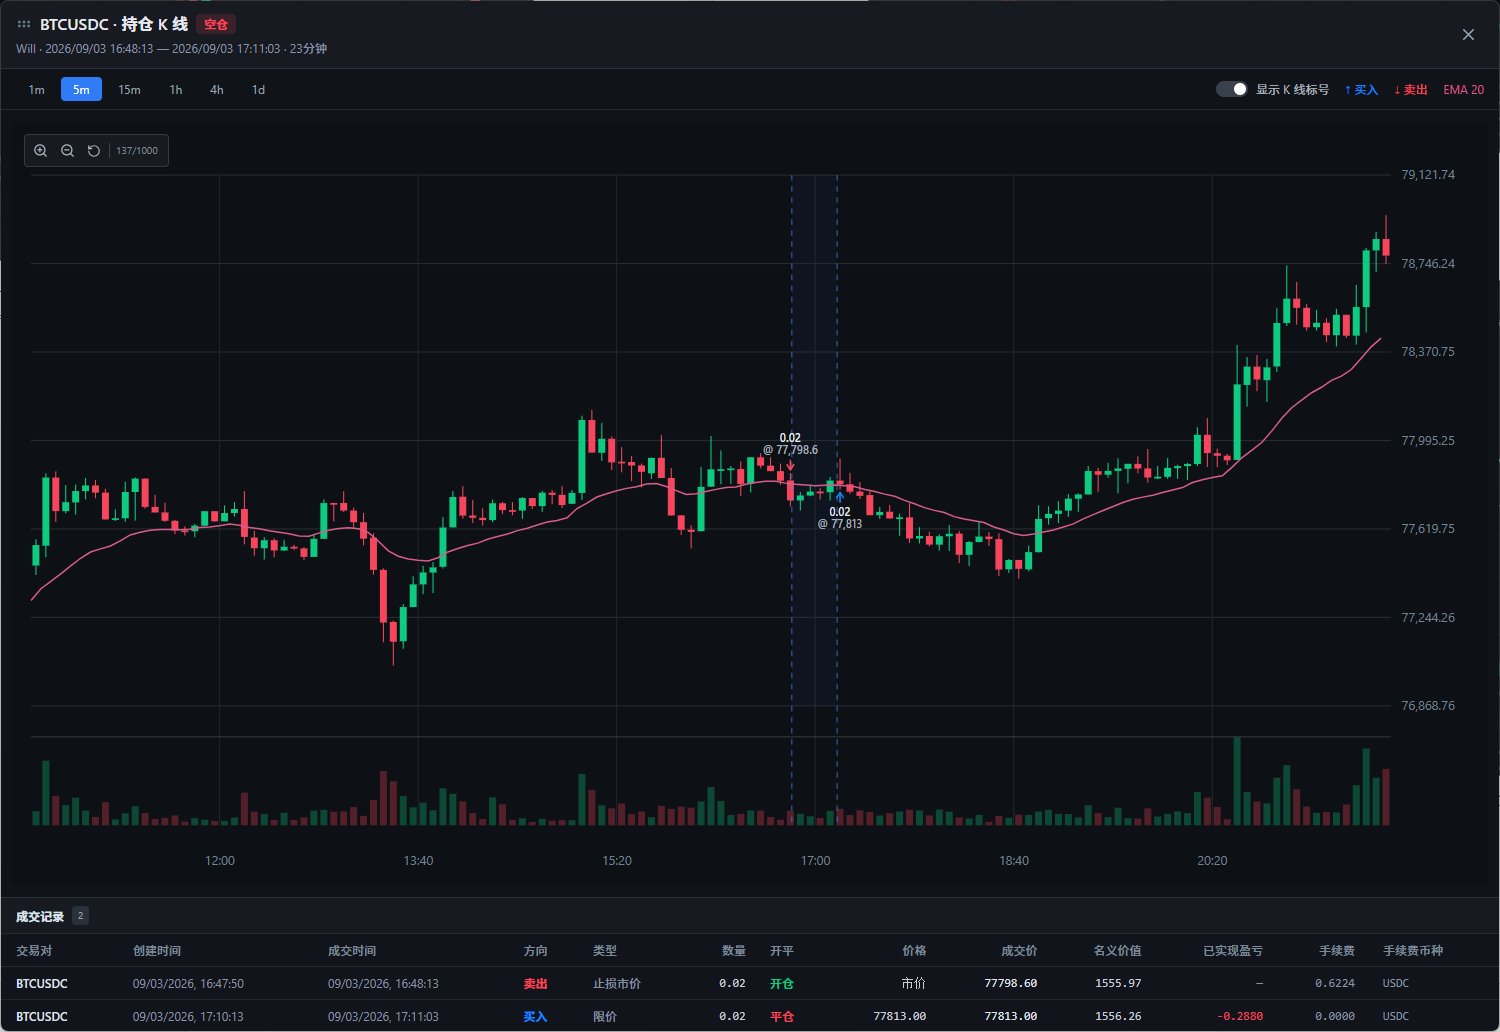 BTCUSDC · 持仓 K 线 空仓
Will · 2026/09/03 16:48:13 — 2026/09/03 17:11:03 · 23分钟
1m 5m 15m 1h 4h 1d 显示 K 线标号 ↑ 买入 ↓ 卖出 EMA 20
137/1000
79,121.74
78,746.24
78,370.75
77,995.25
77,619.75
77,244.26
76,868.76
0.02
@ 77,798.6
0.02
@ 77,813
12:00 13:40 15:20 17:00 18:40 20:20
成交记录 2
交易对 创建时间 成交时间 方向 类型 数量 开平 价格 成交价 名义价值 已实现盈亏 手续费 手续费币种
BTCUSDC 09/03/2026, 16:47:50 09/03/2026, 16:48:13 卖出 止损市价 0.02 开仓 市价 77798.60 1555.97 — 0.6224 USDC
BTCUSDC 09/03/2026, 17:10:13 09/03/2026, 17:11:03 买入 限价 0.02 平仓 77813.00 77813.00 1556.26 -0.2880 0.0000 USDC